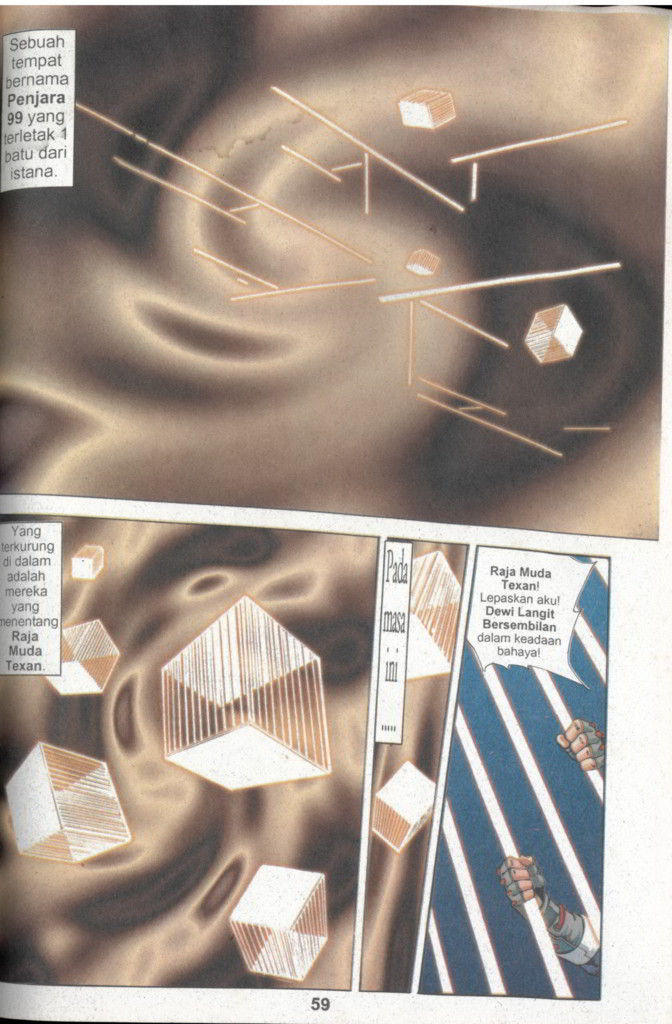 Sebuah
tempat
bernama
Penjara
99 yang
terletak 1
batu dari
istana.
Yang
terkurung
di dalam
adalah
mereka
yang
menentang
Raja
Muda
Texan.
Pada
masa
ini
.....
Raja Muda
Texan!
Lepaskan aku!
Dewi Langit
Bersembilan
dalam keadaan
bahaya!
59